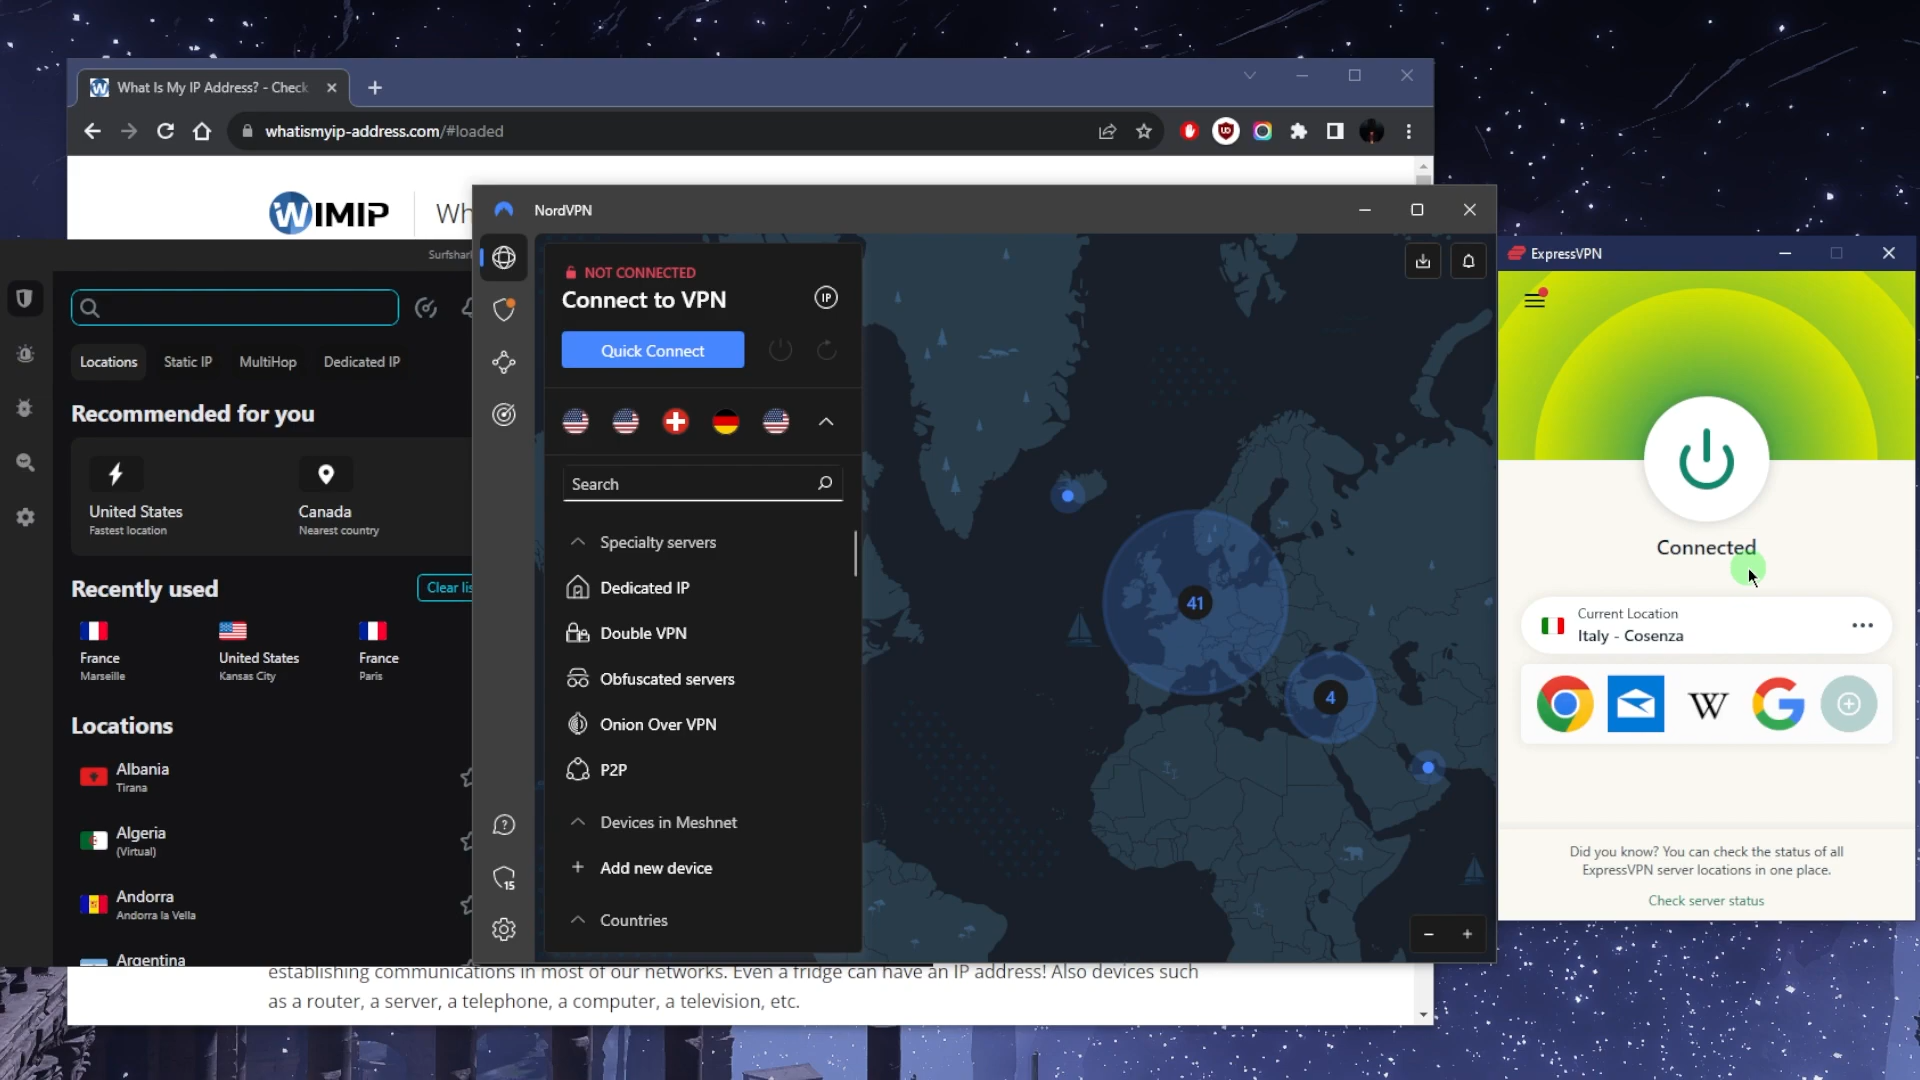 What Is My IP Address? - Check
whatismyip-address.com/#loaded
WIMIP
Wh
Surfshark
Locations
Static IP
MultiHop
Dedicated IP
Recommended for you
United States
Fastest location
Canada
Nearest country
Recently used
Clear lis
France
Marseille
United States
Kansas City
France
Paris
Locations
Albania
Tirana
Algeria
(Virtual)
Andorra
Andorra la Vella
Argentina
NordVPN
NOT CONNECTED
Connect to VPN
IP
Quick Connect
Search
Specialty servers
Dedicated IP
Double VPN
Obfuscated servers
Onion Over VPN
P2P
Devices in Meshnet
Add new device
Countries
15
41
4
ExpressVPN
Connected
Current Location
Italy - Cosenza
W
G
Did you know? You can check the status of all
ExpressVPN server locations in one place.
Check server status
establishing communications in most of our networks. Even a fridge can have an IP address! Also devices such
as a router, a server, a telephone, a computer, a television, etc.